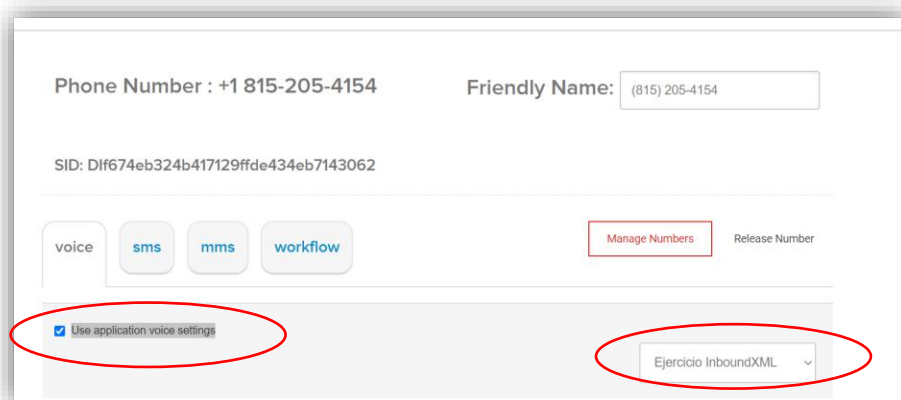 Phone Number : +1 815-205-4154
Friendly Name: (815) 205-4154
SID: DIf674eb324b417129ffde434eb7143062
voice sms mms workflow Manage Numbers Release Number
Use application voice settings
Ejercicio InboundXML